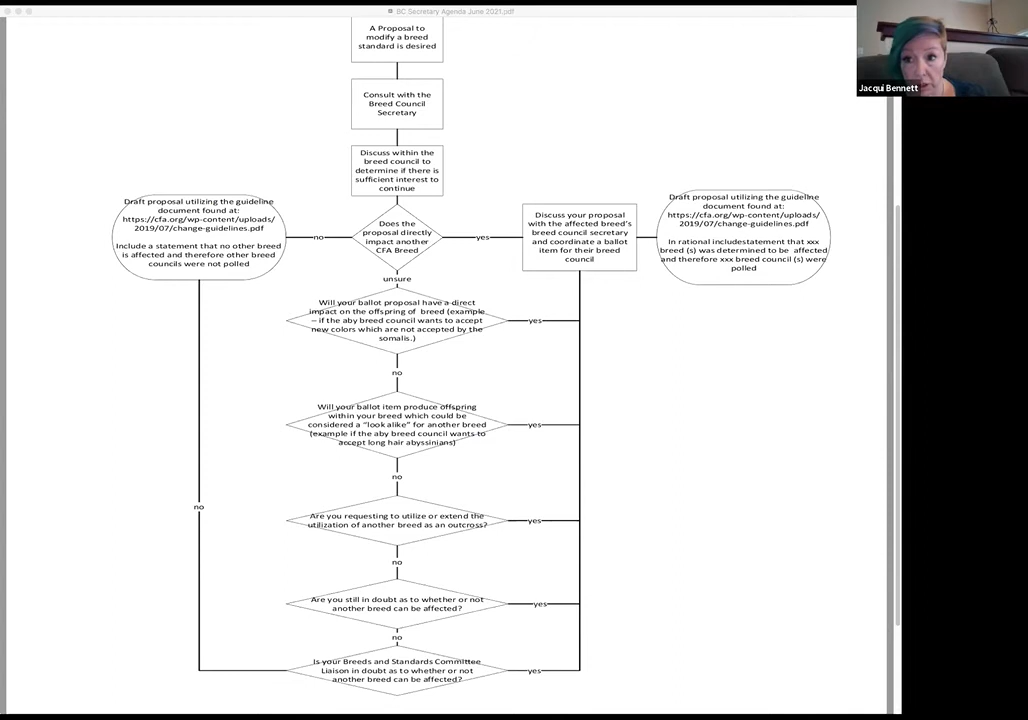 BC Secretary Agenda June 2021.pdf
Jacqui Bennett
A Proposal to
modify a breed
standard is desired
Consult with the
Breed Council
Secretary
Discuss within the
breed council to
determine if there is
sufficient interest to
continue
Draft proposal utilizing the guideline
document found at:
https://cfa.org/wp-content/uploads/
2019/07/change-guidelines.pdf
Include a statement that no other breed
is affected and therefore other breed
councils were not polled
no
Does the
proposal directly
impact another
CFA Breed
yes
Discuss your proposal
with the affected breed's
breed council secretary
and coordinate a ballot
item for their breed
council
Draft proposal utilizing the guideline
document found at:
https://cfa.org/wp-content/uploads/
2019/07/change-guidelines.pdf
In rational includestatement that xxx
breed (s) was determined to be affected
and therefore xxx breed council (s) were
polled
unsure
Will your ballot proposal have a direct
impact on the offspring of breed (example
– if the aby breed council wants to accept
new colors which are not accepted by the
somalis.)
yes
no
Will your ballot item produce offspring
within your breed which could be
considered a "look alike" for another breed
(example if the aby breed council wants to
accept long hair abyssinians)
yes
no
no
Are you requesting to utilize or extend the
utilization of another breed as an outcross?
yes
no
Are you still in doubt as to whether or not
another breed can be affected?
yes
no
Is your Breeds and Standards Committee
Liaison in doubt as to whether or not
another breed can be affected?
yes